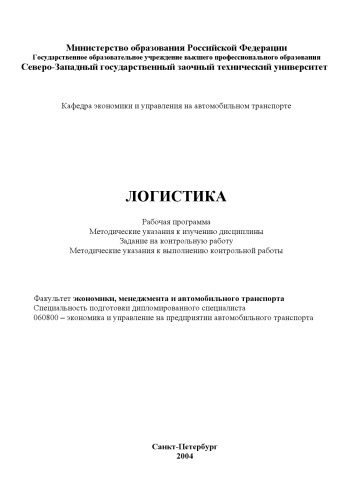 Министерство образования Российской Федерации
Государственное образовательное учреждение высшего профессионального образования
Северо-Западный государственный заочный технический университет
Кафедра экономики и управления на автомобильном транспорте
ЛОГИСТИКА
Рабочая программа
Методические указания к изучению дисциплины
Задание на контрольную работу
Методические указания к выполнению контрольной работы
Факультет экономики, менеджмента и автомобильного транспорта
Специальность подготовки дипломированного специалиста
060800 – экономика и управление на предприятии автомобильного транспорта
Санкт-Петербург
2004